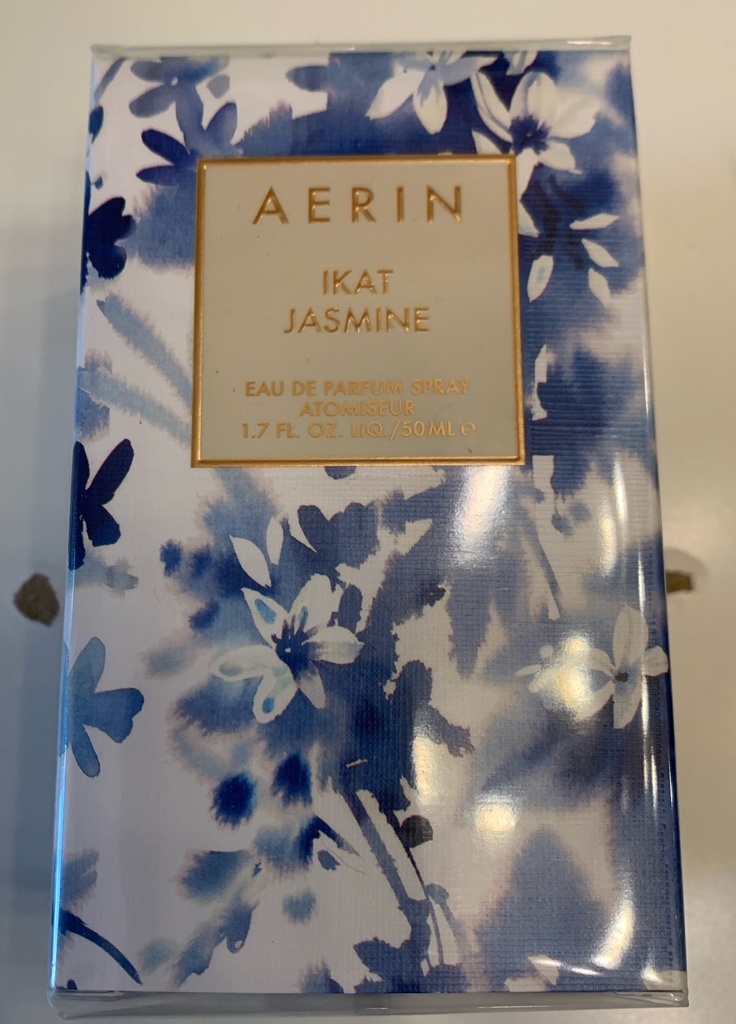 AERIN
IKAT
JASMINE
EAU DE PARFUM SPRAY
ATOMISEUR
1.7 FL. OZ. LIQ./50 ML ℮